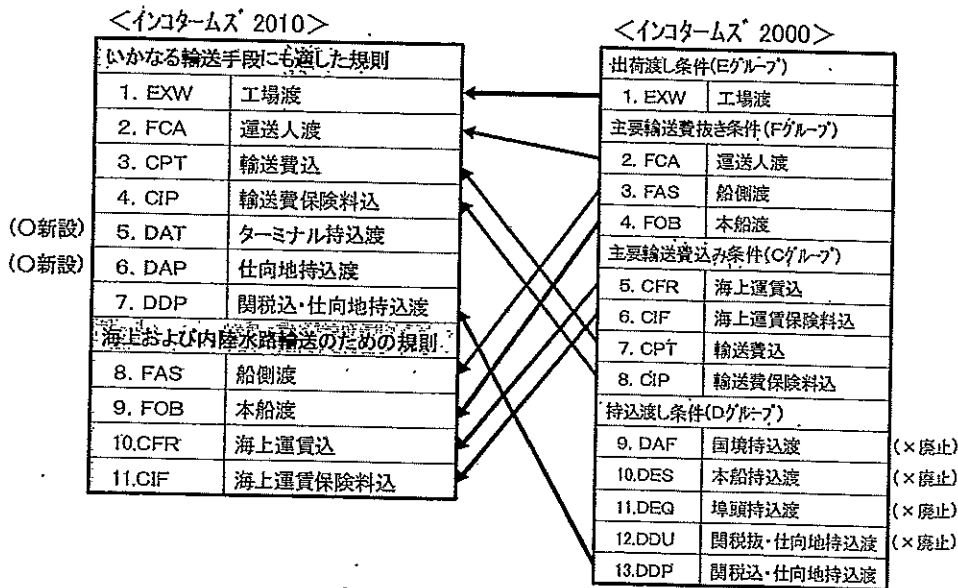 <インコタームズ 2010>
いかなる輸送手段にも適した規則
1. EXW 工場渡
2. FCA 運送人渡
3. CPT 輸送費込
4. CIP 輸送費保険料込
(○新設) 5. DAT ターミナル持込渡
(○新設) 6. DAP 仕向地持込渡
7. DDP 関税込・仕向地持込渡
海上および内陸水路輸送のための規則
8. FAS 船側渡
9. FOB 本船渡
10.CFR 海上運賃込
11.CIF 海上運賃保険料込
<インコタームズ 2000>
出荷渡し条件(Eグループ)
1. EXW 工場渡
主要輸送費抜き条件(Fグループ)
2. FCA 運送人渡
3. FAS 船側渡
4. FOB 本船渡
主要輸送費込み条件(Cグループ)
5. CFR 海上運賃込
6. CIF 海上運賃保険料込
7. CPT 輸送費込
8. CIP 輸送費保険料込
持込渡し条件(Dグループ)
9. DAF 国境持込渡 (×廃止)
10.DES 本船持込渡 (×廃止)
11.DEQ 埠頭持込渡 (×廃止)
12.DDU 関税抜・仕向地持込渡 (×廃止)
13.DDP 関税込・仕向地持込渡